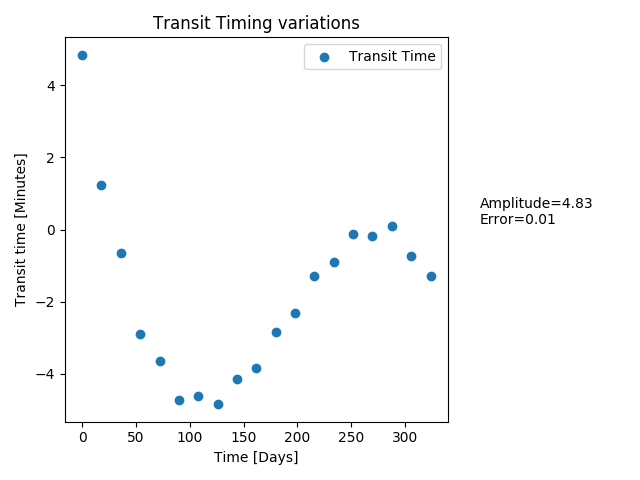 Transit Timing variations
Transit Time
Transit time [Minutes]
4
2
0
−2
−4
0 50 100 150 200 250 300
Time [Days]
Amplitude=4.83
Error=0.01